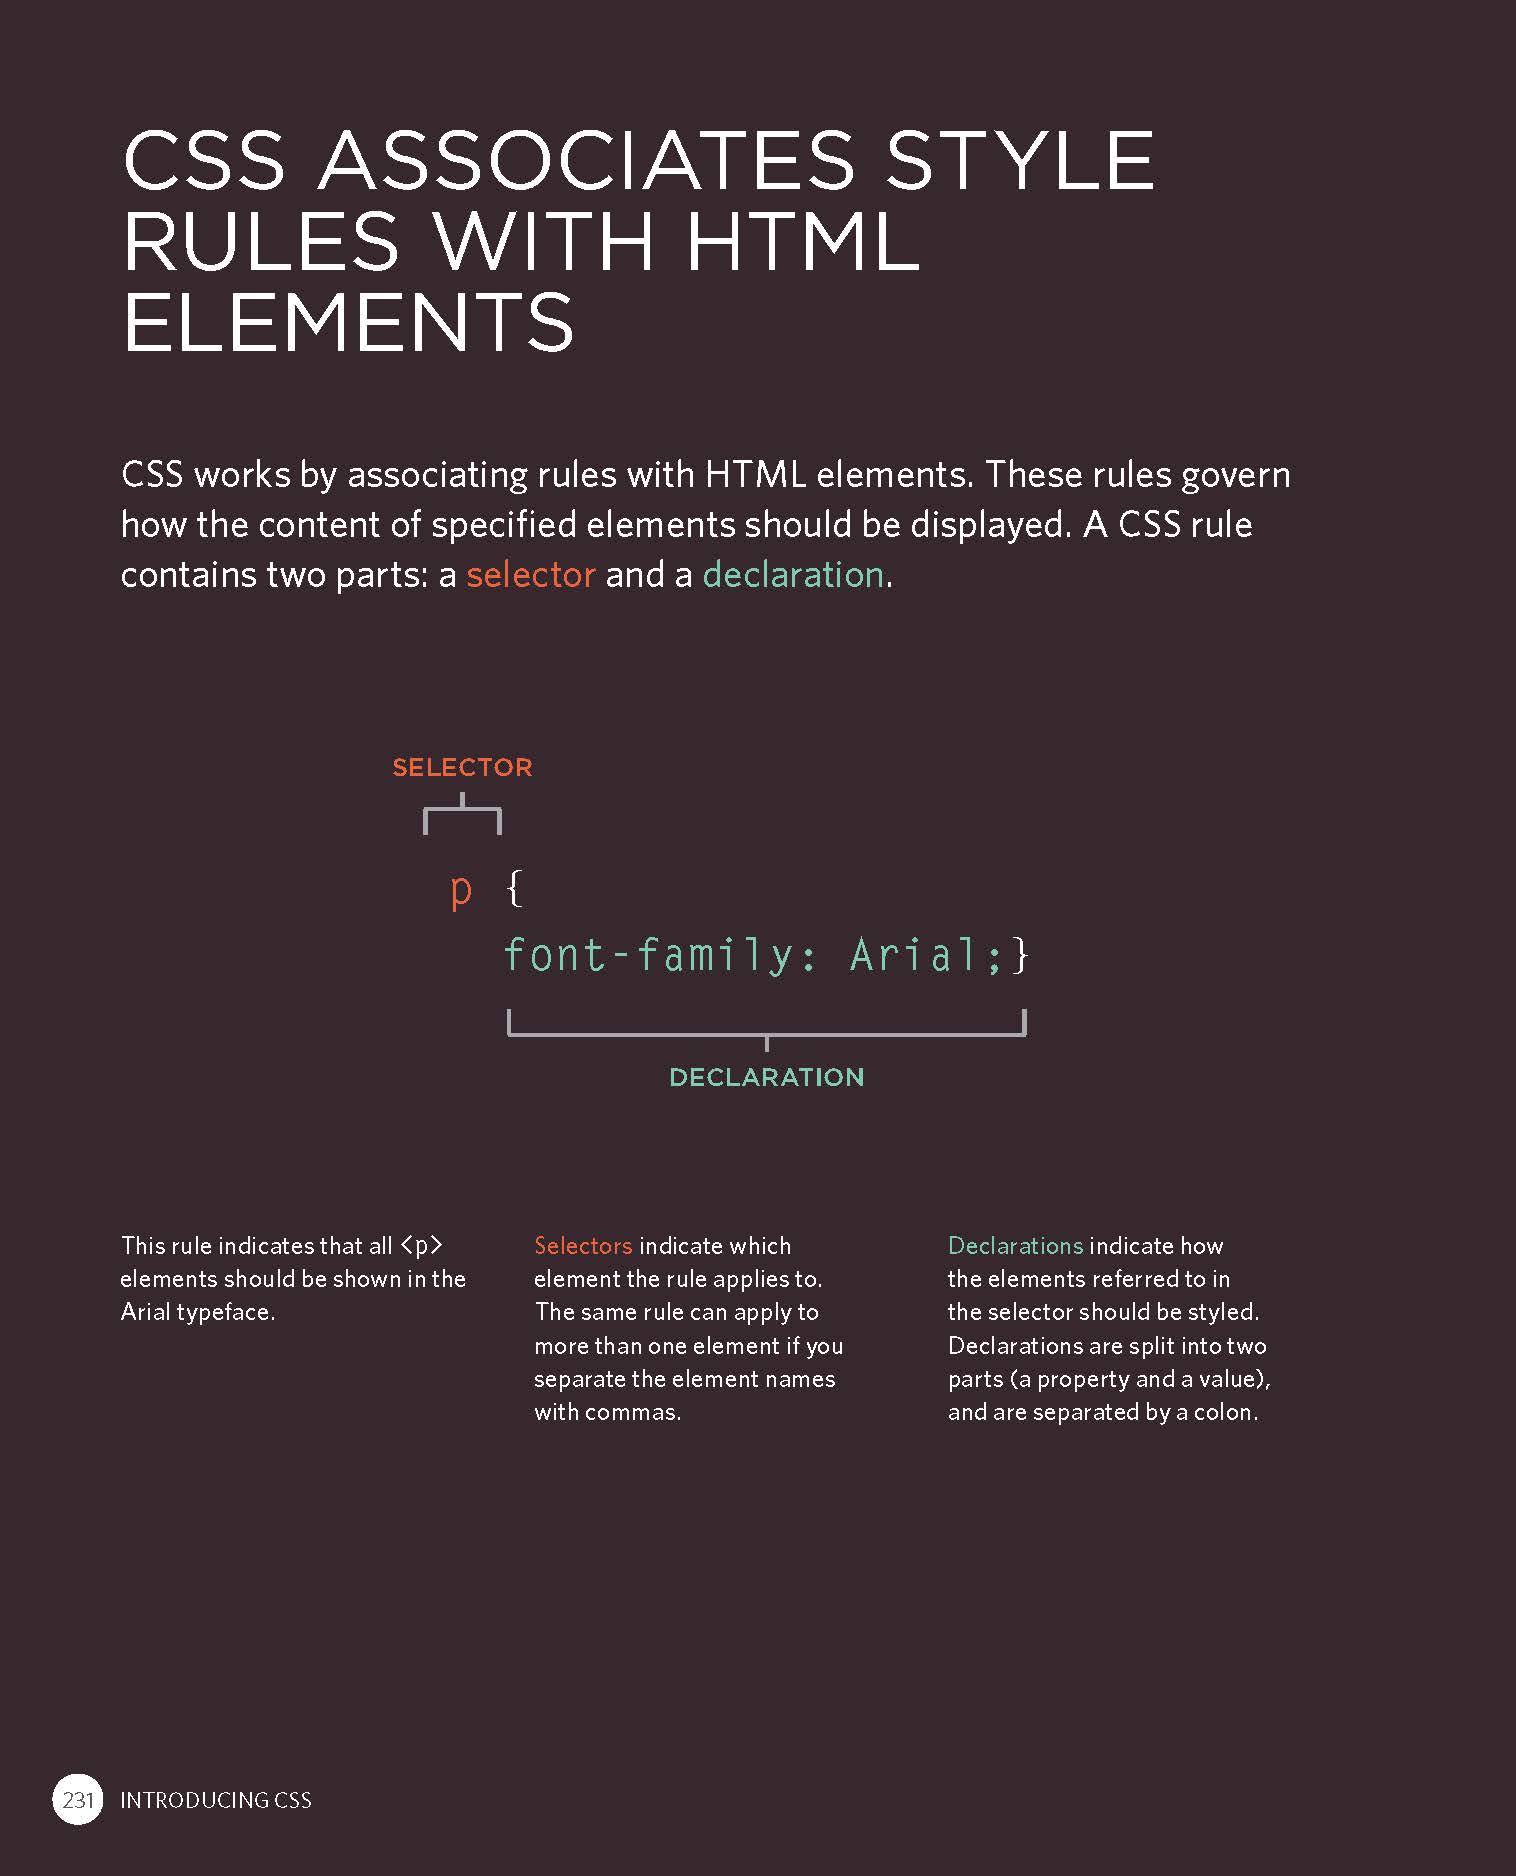 CSS ASSOCIATES STYLE
RULES WITH HTML
ELEMENTS
CSS works by associating rules with HTML elements. These rules govern
how the content of specified elements should be displayed. A CSS rule
contains two parts: a selector and a declaration.
SELECTOR
p {
font-family: Arial;}
DECLARATION
This rule indicates that all <p>
elements should be shown in the
Arial typeface.
Selectors indicate which
element the rule applies to.
The same rule can apply to
more than one element if you
separate the element names
with commas.
Declarations indicate how
the elements referred to in
the selector should be styled.
Declarations are split into two
parts (a property and a value),
and are separated by a colon.
231 INTRODUCING CSS